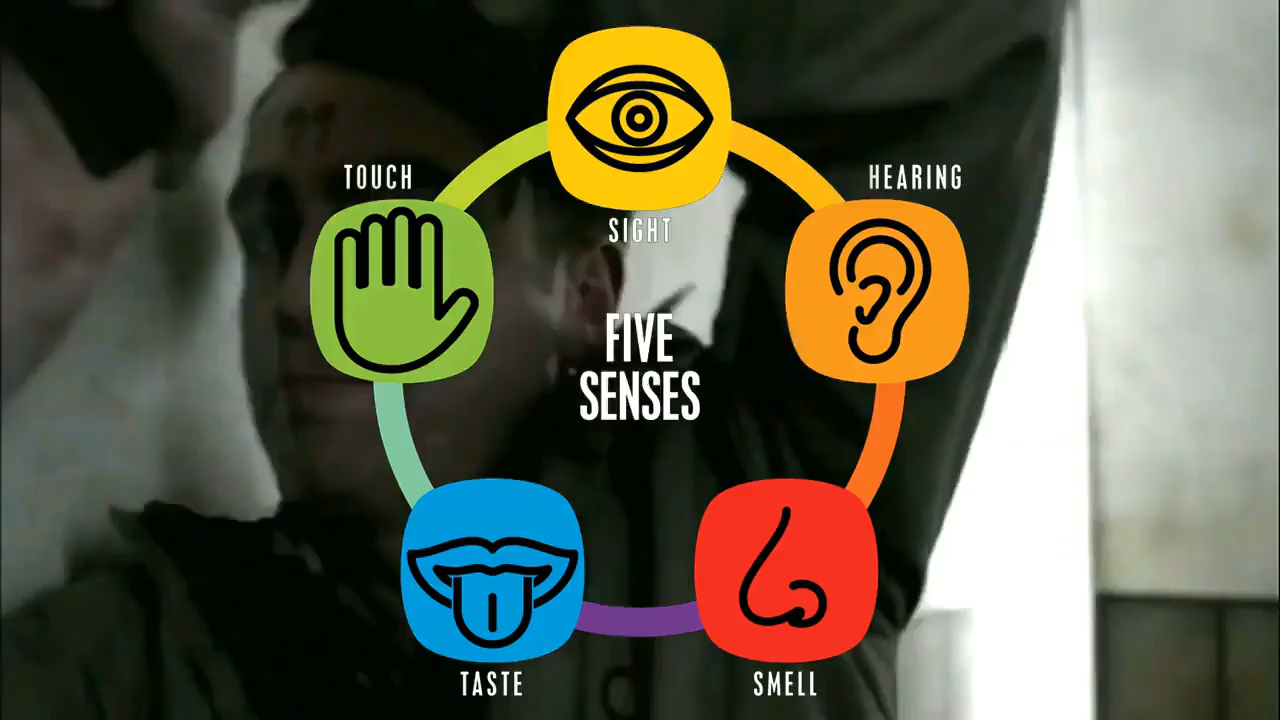 SIGHT
TOUCH
HEARING
FIVE
SENSES
TASTE
SMELL